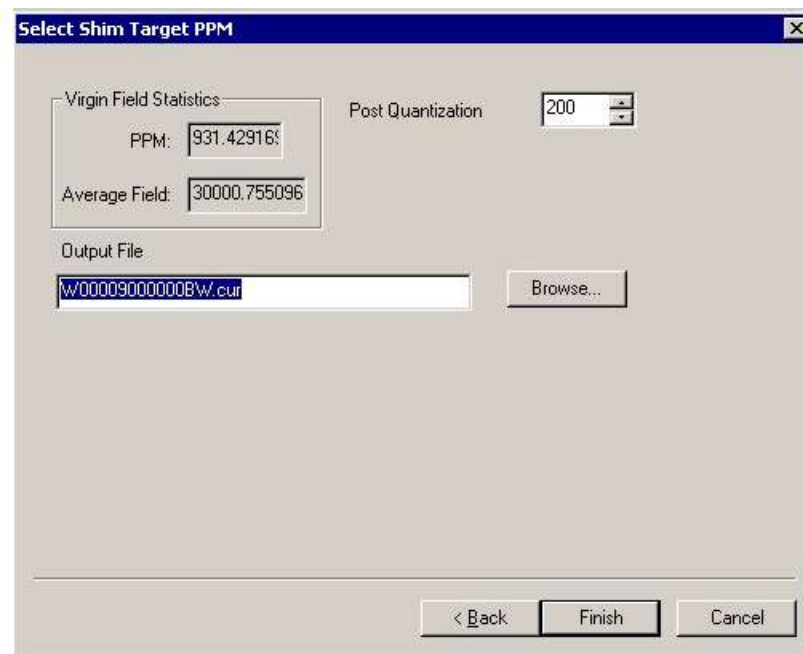 Select Shim Target PPM
Virgin Field Statistics
PPM: 931.429169
Average Field: 30000.755096
Post Quantization 200
Output File
W00009000000BW.cur
Browse...
< Back
Finish
Cancel